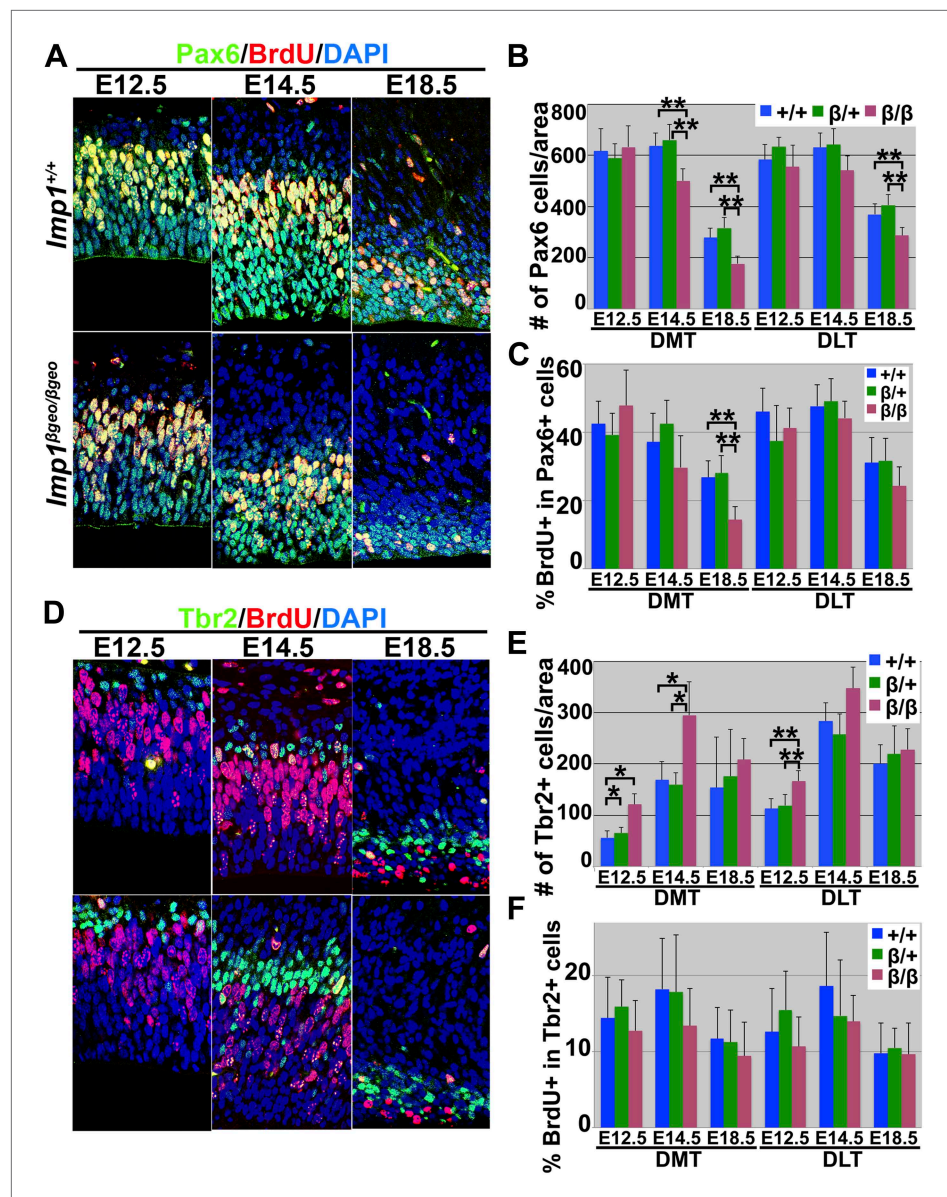 A
Pax6/BrdU/DAPI
E12.5 E14.5 E18.5
Imp1+/+
Imp1βgeo/βgeo
B
# of Pax6 cells/area
800
600
400
200
0
+/+ β/+ β/β
** ** ** ** ** **
E12.5 E14.5 E18.5 E12.5 E14.5 E18.5
DMT DLT
C
% BrdU+ in Pax6+ cells
60
40
20
0
+/+
β/+
β/β
** **
E12.5 E14.5 E18.5 E12.5 E14.5 E18.5
DMT DLT
D
Tbr2/BrdU/DAPI
E12.5 E14.5 E18.5
E
# of Tbr2+ cells/area
400
300
200
100
0
+/+
β/+
β/β
* * * * ** **
E12.5 E14.5 E18.5 E12.5 E14.5 E18.5
DMT DLT
F
% BrdU+ in Tbr2+ cells
20
10
0
+/+
β/+
β/β
E12.5 E14.5 E18.5 E12.5 E14.5 E18.5
DMT DLT